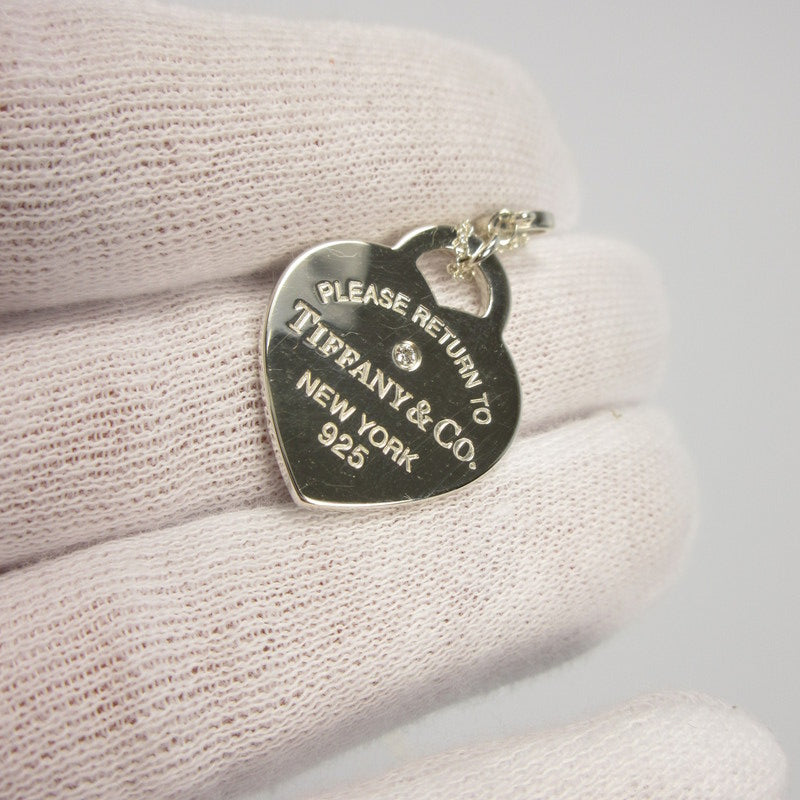 PLEASE RETURN TO
TIFFANY & CO.
NEW YORK
925